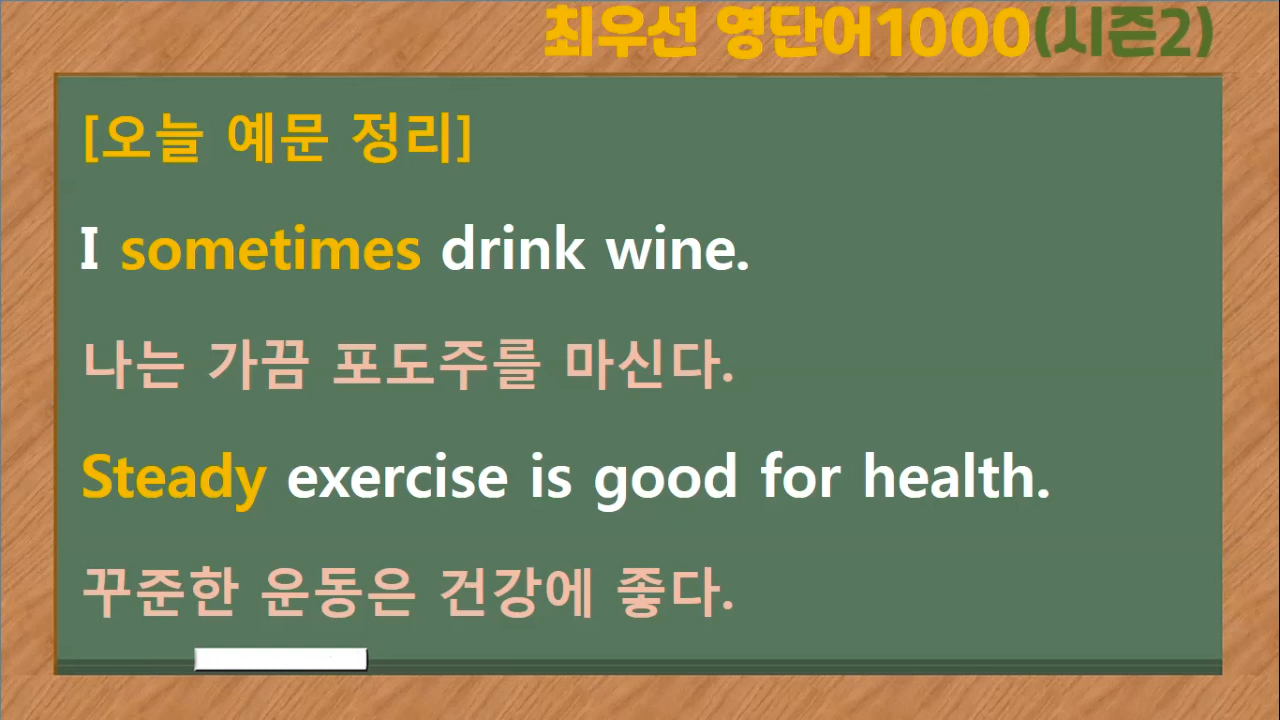 최우선 영단어1000(시즌2)
[오늘 예문 정리]
I sometimes drink wine.
나는 가끔 포도주를 마신다.
Steady exercise is good for health.
꾸준한 운동은 건강에 좋다.